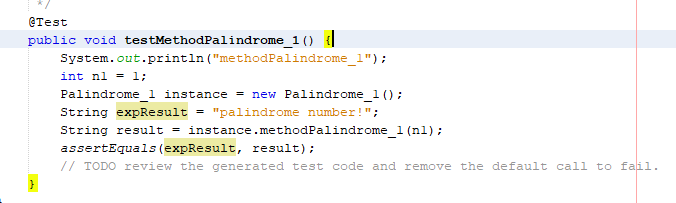 */
@Test
public void testMethodPalindrome_1() {
System.out.println("methodPalindrome_1");
int n1 = 1;
Palindrome_1 instance = new Palindrome_1();
String expResult = "palindrome number!";
String result = instance.methodPalindrome_1(n1);
assertEquals(expResult, result);
// TODO review the generated test code and remove the default call to fail.
}